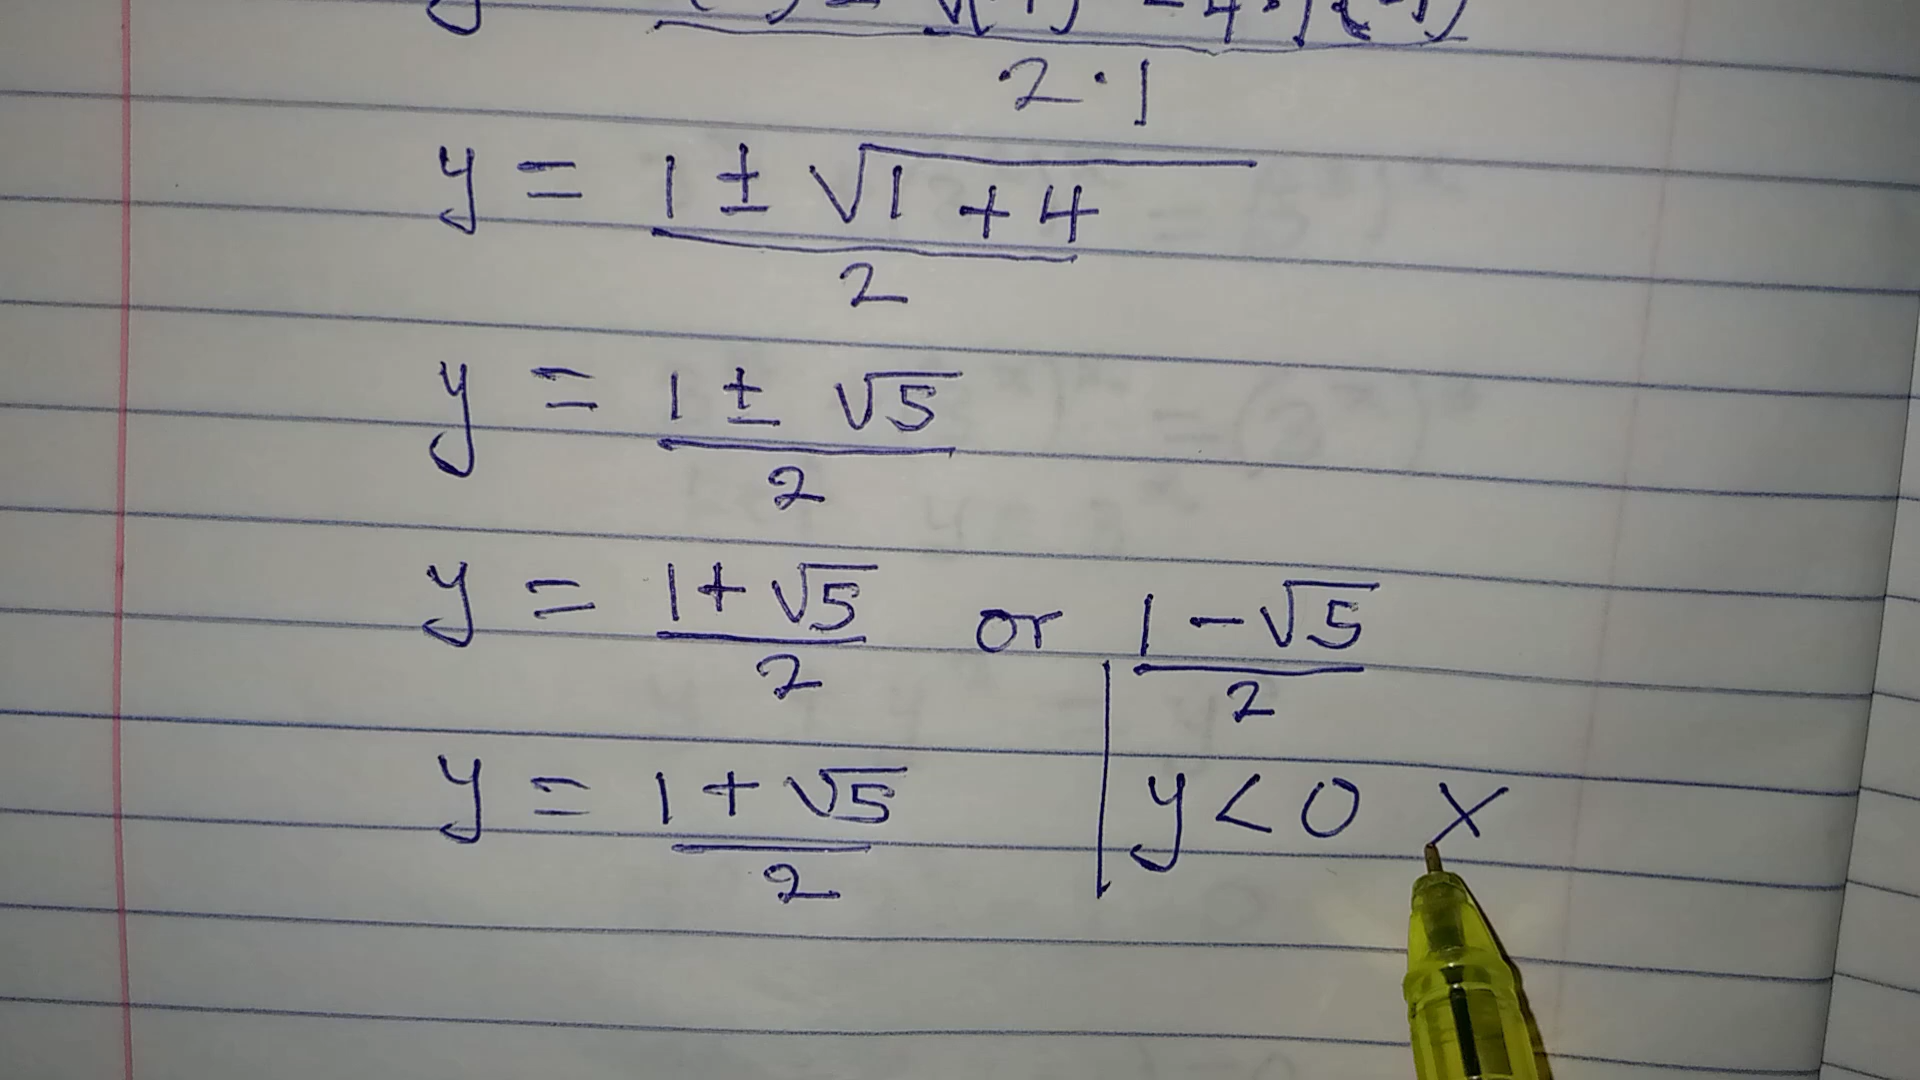 2·1
y = 1 ± √1 + 4
2
y = 1 ± √5
2
y = 1 + √5 or 1 - √5
2 2
y = 1 + √5 y < 0 ×
2